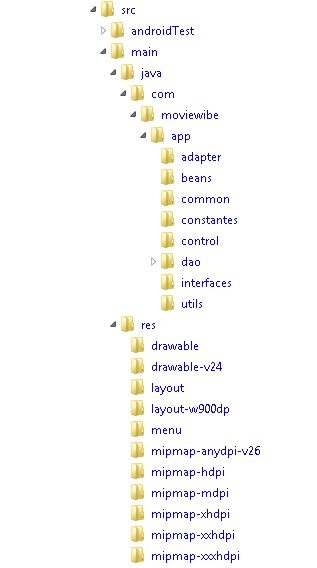 src
androidTest
main
java
com
moviewibe
app
adapter
beans
common
constantes
control
dao
interfaces
utils
res
drawable
drawable-v24
layout
layout-w900dp
menu
mipmap-anydpi-v26
mipmap-hdpi
mipmap-mdpi
mipmap-xhdpi
mipmap-xxhdpi
mipmap-xxxhdpi